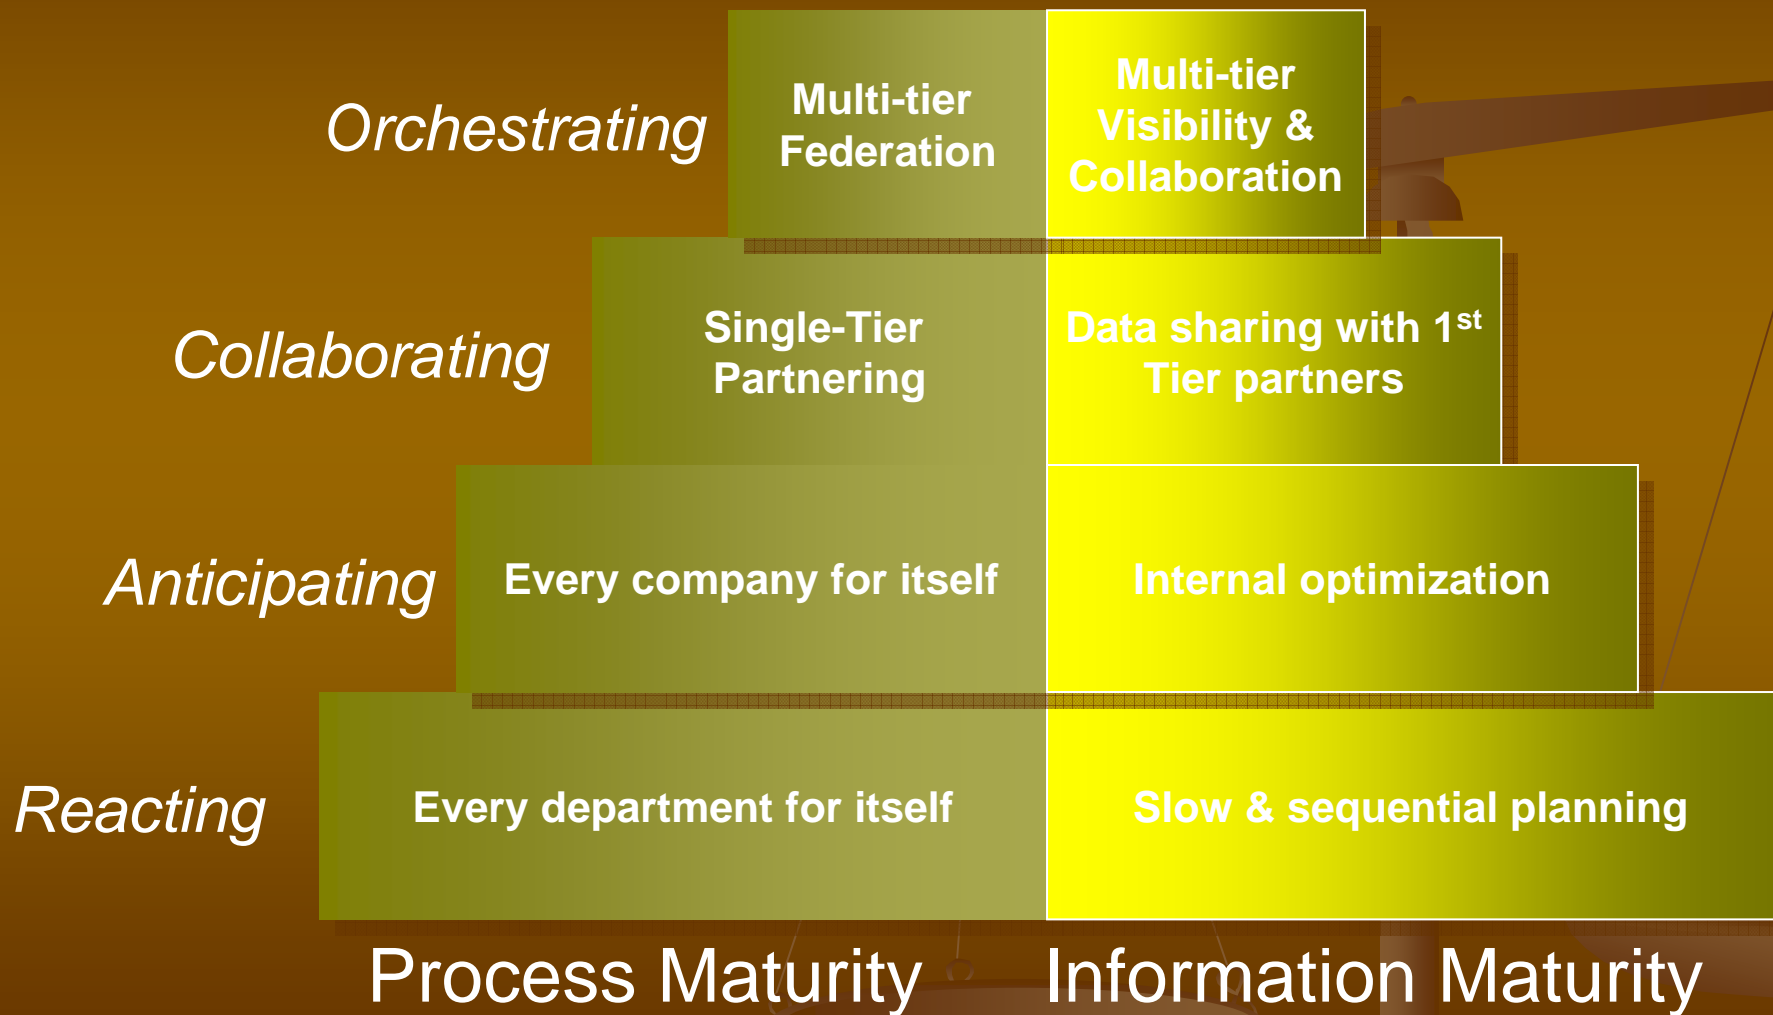 Orchestrating
Multi-tier
Federation
Multi-tier
Visibility &
Collaboration
Collaborating
Single-Tier
Partnering
Data sharing with 1st
Tier partners
Anticipating
Every company for itself
Internal optimization
Reacting
Every department for itself
Slow & sequential planning
Process Maturity
Information Maturity